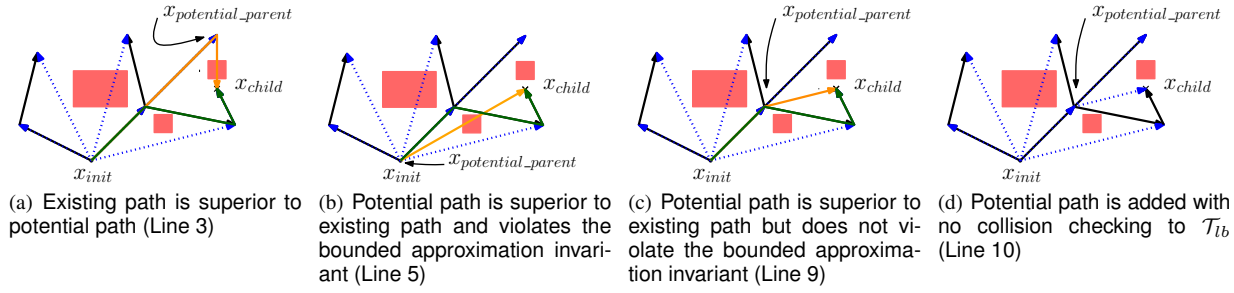 x_{potential\_parent}
x_{child}
x_{init}
(a) Existing path is superior to
potential path (Line 3)
x_{child}
x_{potential\_parent}
x_{init}
(b) Potential path is superior to
existing path and violates the
bounded approximation invari-
ant (Line 5)
x_{potential\_parent}
x_{child}
x_{init}
(c) Potential path is superior to
existing path but does not vi-
olate the bounded approxima-
tion invariant (Line 9)
x_{potential\_parent}
x_{child}
x_{init}
(d) Potential path is added with
no collision checking to \mathcal{T}_{lb}
(Line 10)